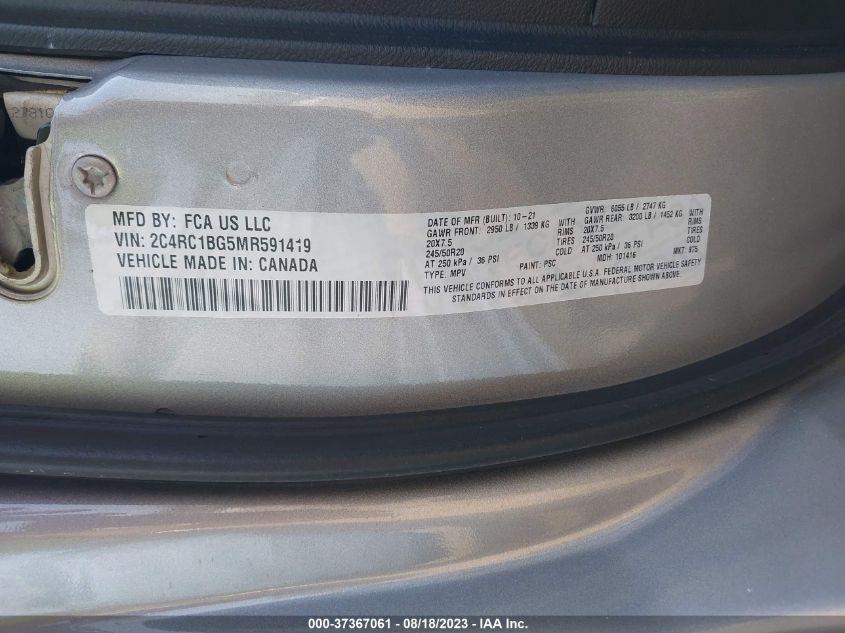 27810
MFD BY: FCA US LLC
VIN: 2C4RC1BG5MR591419
VEHICLE MADE IN: CANADA
DATE OF MFR (BUILT): 10-21 GVWR: 6055 LB / 2747 KG
GAWR FRONT: 2950 LB / 1339 KG WITH GAWR REAR: 3200 LB / 1452 KG WITH
20X7.5 RIMS 20X7.5 RIMS
245/50R20 TIRES 245/50R20 TIRES
AT 250 kPa / 36 PSI COLD AT 250 kPa / 36 PSI COLD
TYPE: MPV PAINT: PSC MDH: 101416 MKT: 875
THIS VEHICLE CONFORMS TO ALL APPLICABLE U.S.A. FEDERAL MOTOR VEHICLE SAFETY
STANDARDS IN EFFECT ON THE DATE OF MANUFACTURE SHOWN ABOVE.
000-37367061 - 08/18/2023 - IAA Inc.